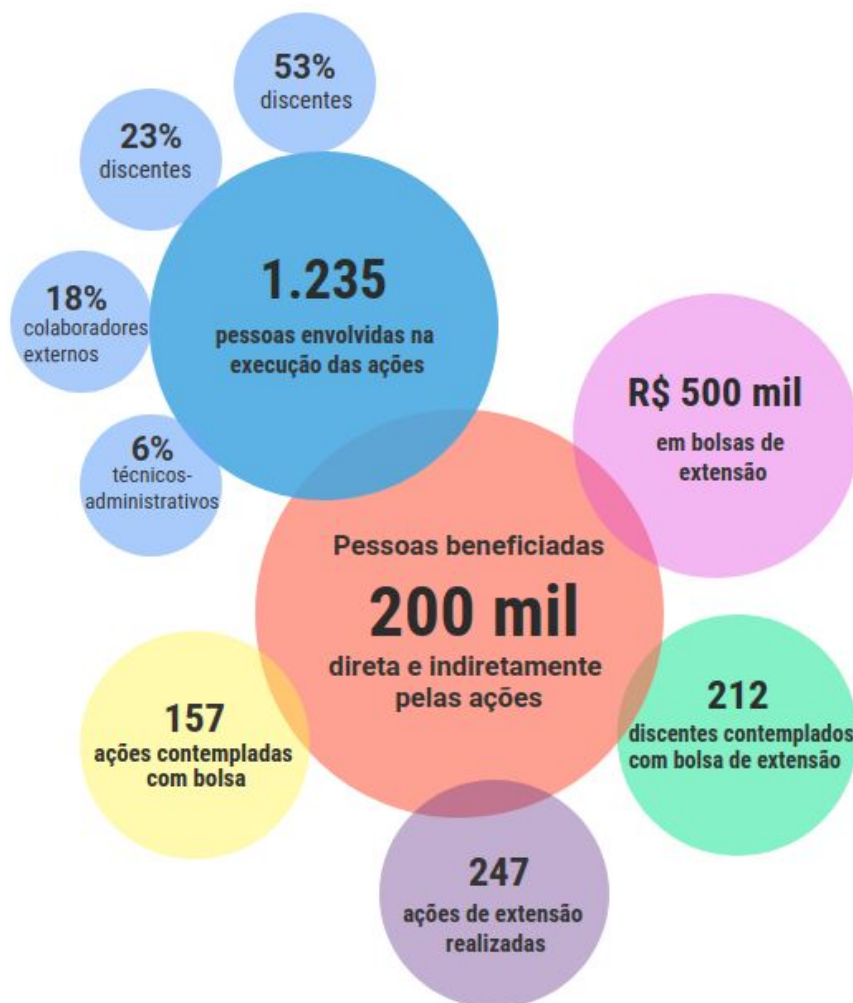 53%
discentes
23%
discentes
18%
colaboradores
externos
6%
técnicos-
administrativos
1.235
pessoas envolvidas na
execução das ações
R$ 500 mil
em bolsas de
extensão
Pessoas beneficiadas
200 mil
direta e indiretamente
pelas ações
157
ações contempladas
com bolsa
212
discentes contemplados
com bolsa de extensão
247
ações de extensão
realizadas